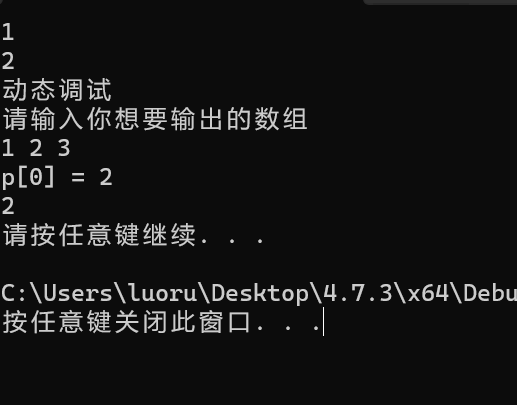 1
2
动态调试
请输入你想要输出的数组
1 2 3
p[0] = 2
2
请按任意键继续. . .
C:\Users\luoru\Desktop\4.7.3\x64\Debu
按任意键关闭此窗口. . .